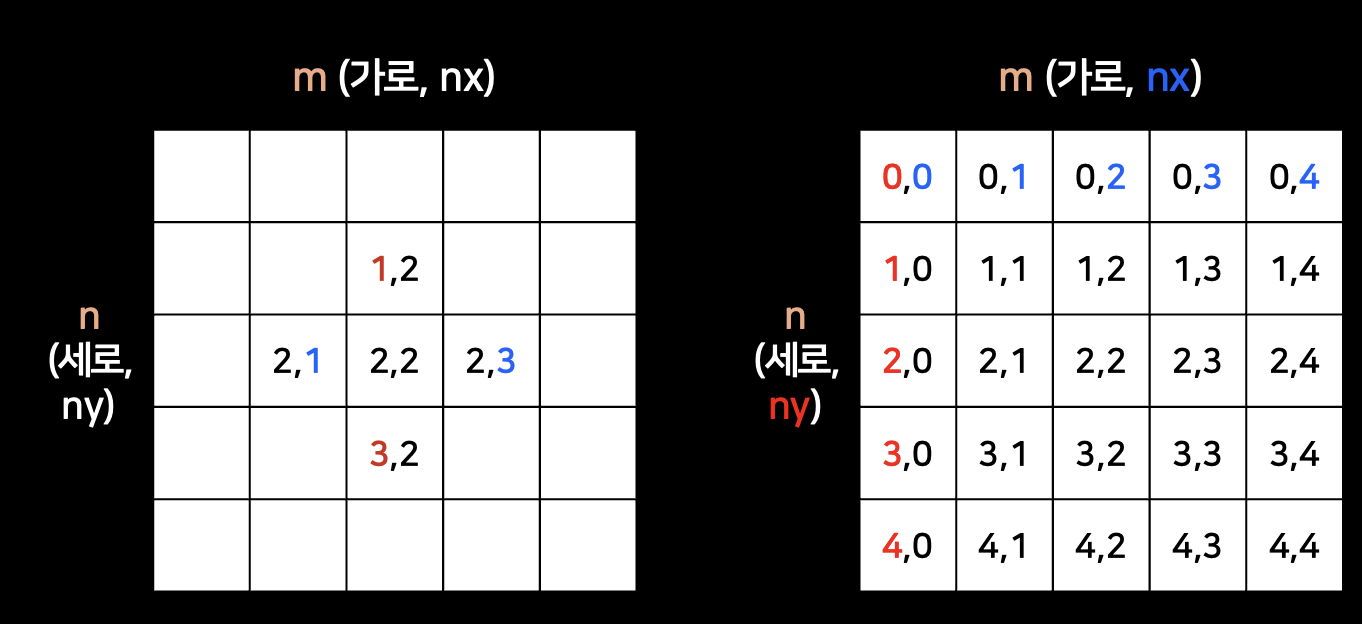 m (가로, nx)
1,2
n
(세로,
ny)
2,1 2,2 2,3
3,2
m (가로, nx)
0,0 0,1 0,2 0,3 0,4
1,0 1,1 1,2 1,3 1,4
n
(세로,
ny)
2,0 2,1 2,2 2,3 2,4
3,0 3,1 3,2 3,3 3,4
4,0 4,1 4,2 4,3 4,4